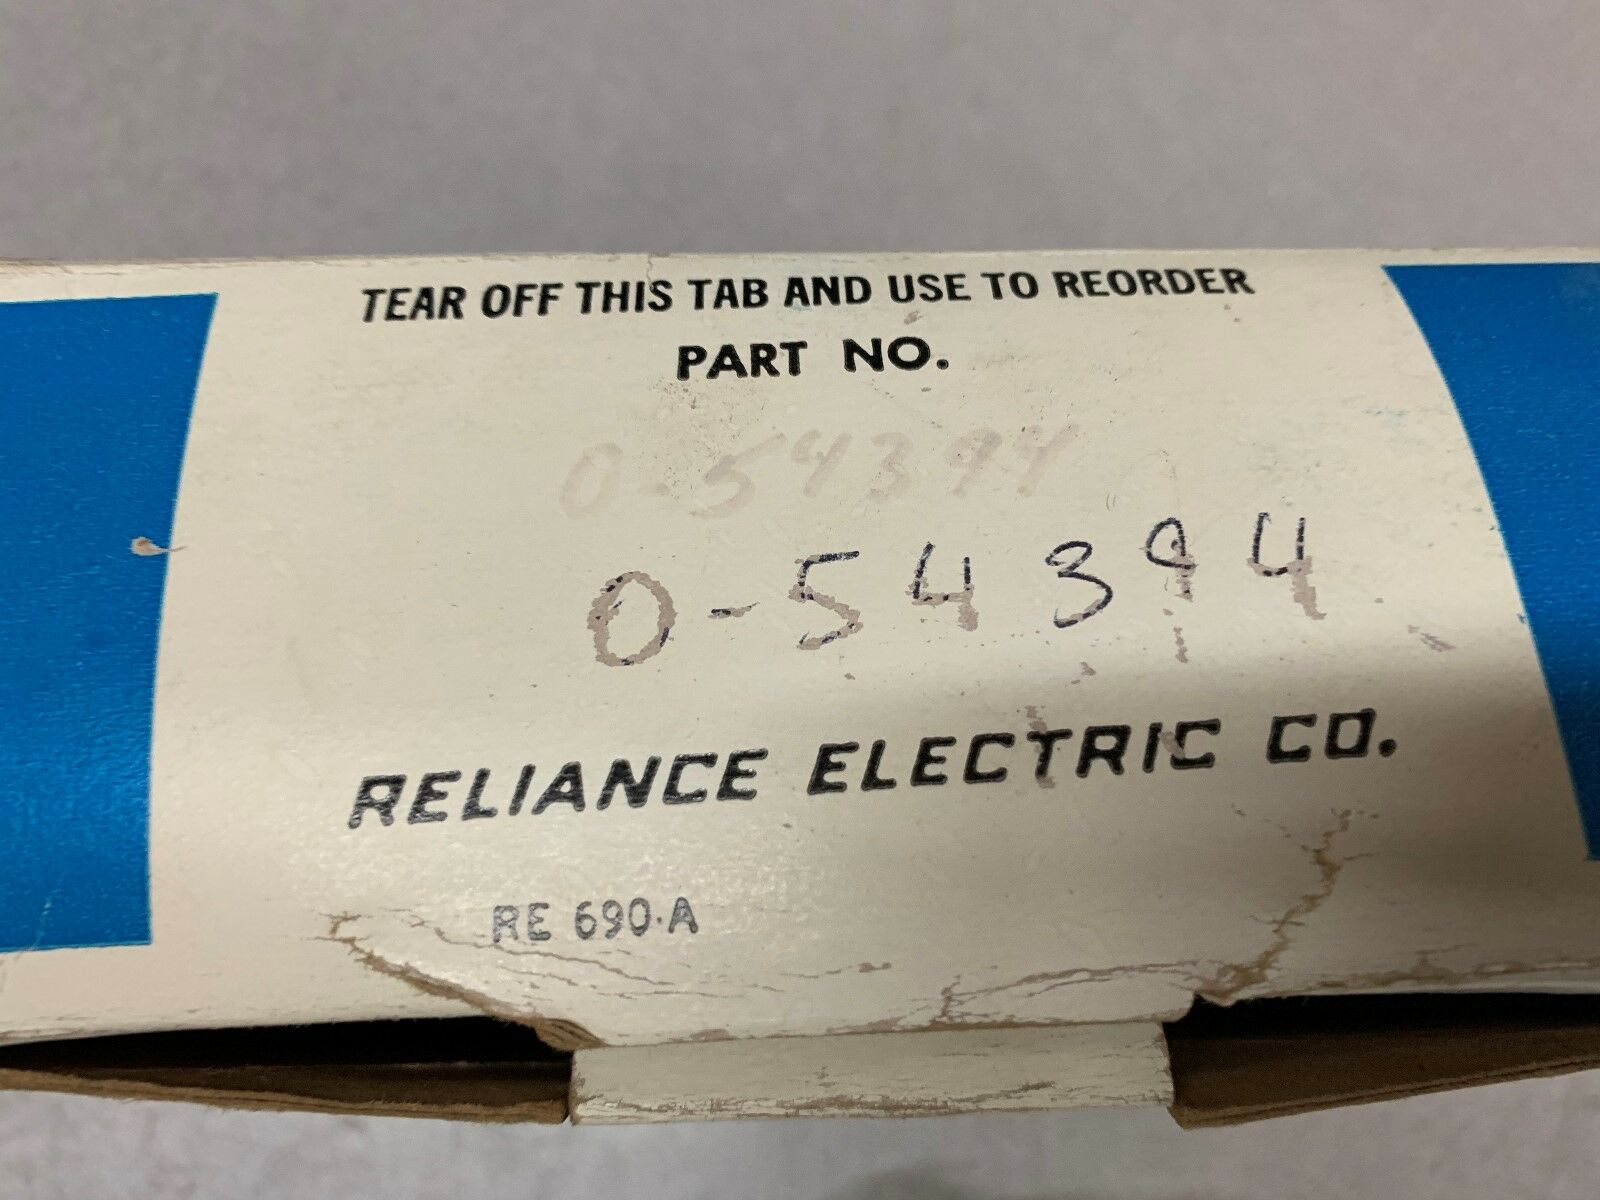 TEAR OFF THIS TAB AND USE TO REORDER
PART NO.
0-54394
0-54394
RELIANCE ELECTRIC CO.
RE 690-A